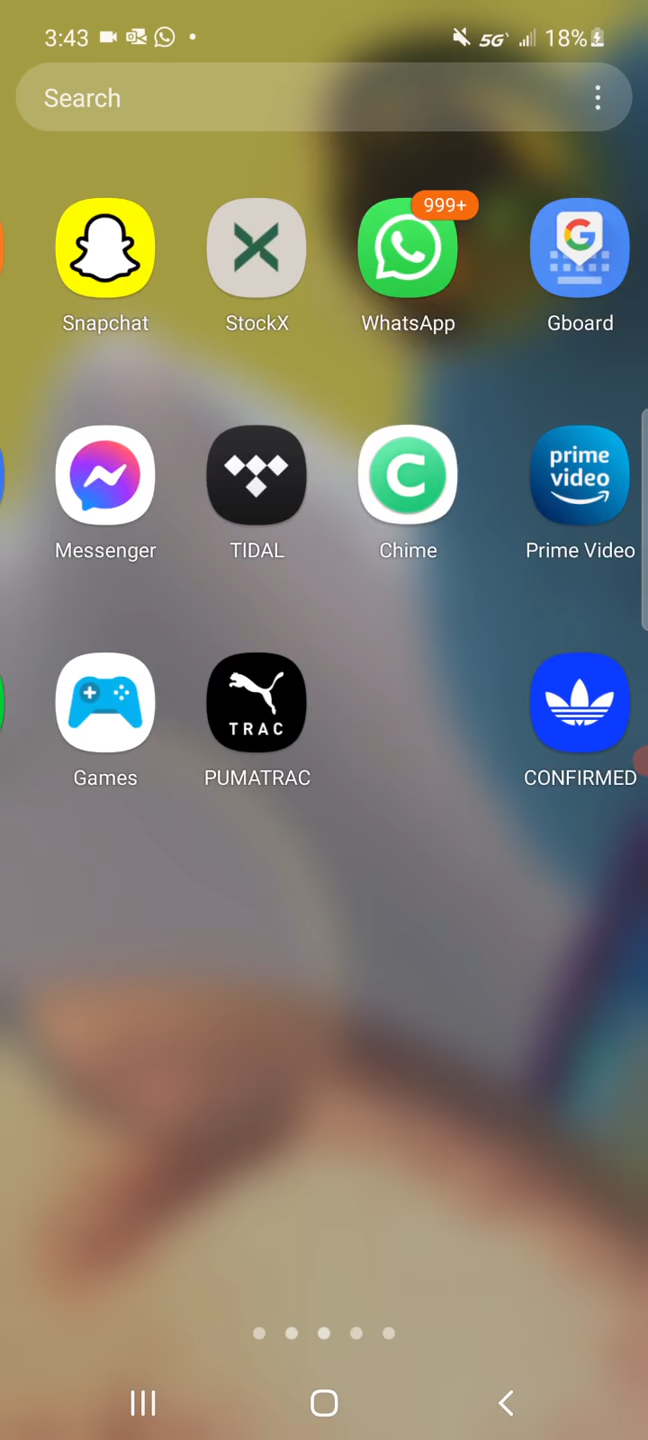 3:43
5G
18%
Search
999+
Snapchat
StockX
WhatsApp
Gboard
prime
video
Messenger
TIDAL
Chime
Prime Video
TRAC
Games
PUMATRAC
CONFIRMED